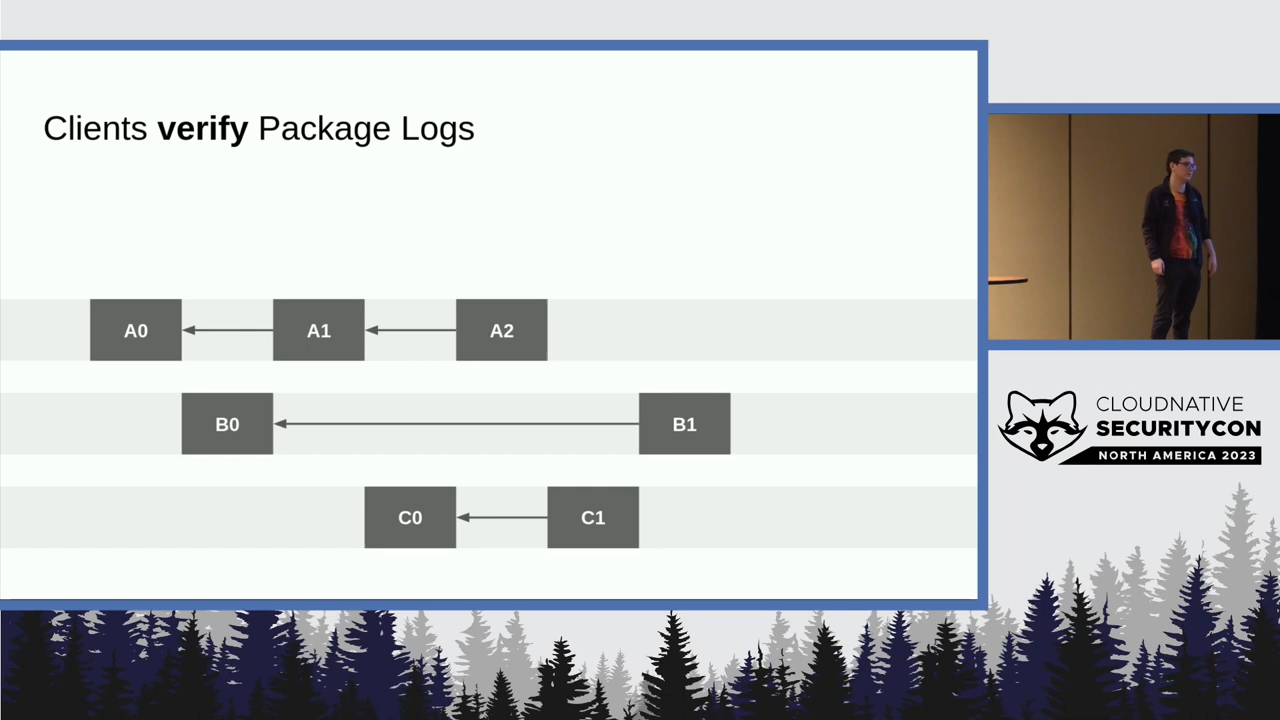 Clients verify Package Logs
A0
A1
A2
B0
B1
C0
C1
CLOUDNATIVE
SECURITYCON
NORTH AMERICA 2023